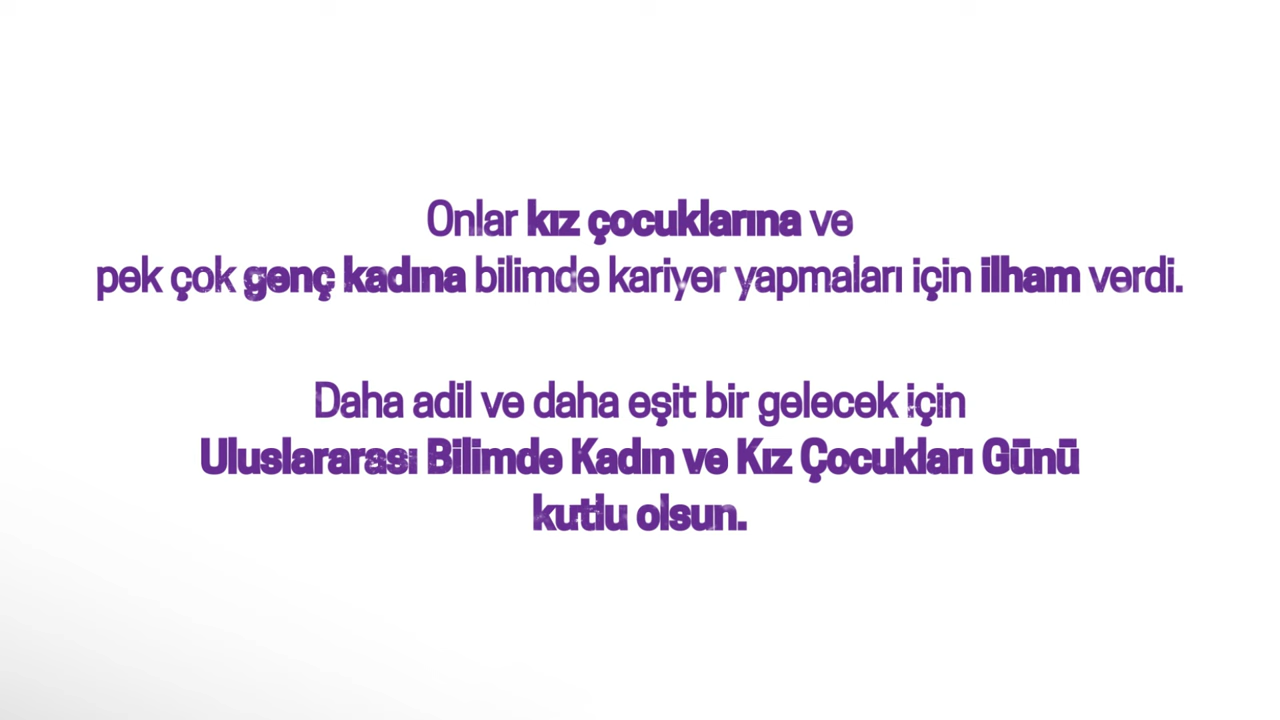 Onlar kız çocuklarına ve
pek çok genç kadına bilimde kariyer yapmaları için ilham verdi.
Daha adil ve daha eşit bir gelecek için
Uluslararası Bilimde Kadın ve Kız Çocukları Günü
kutlu olsun.